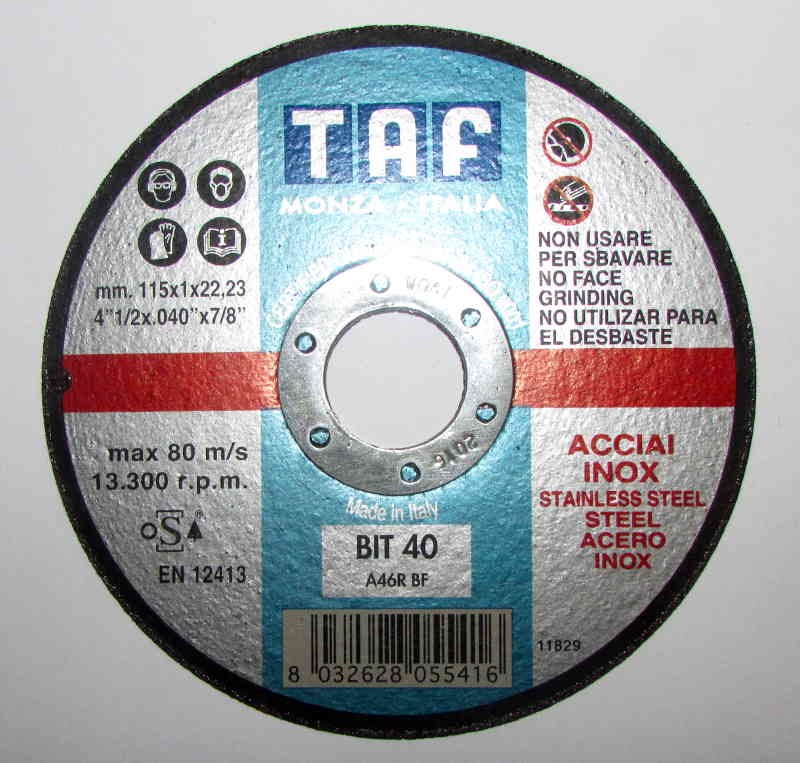 TAF
MONZA - ITALIA
mm. 115x1x22,23
4"1/2x.040"x7/8"
NON USARE
PER SBAVARE
NO FACE
GRINDING
NO UTILIZAR PARA
EL DESBASTE
max 80 m/s
13.300 r.p.m.
oSa
EN 12413
2016
Made in Italy
BIT 40
A46R BF
8 032628 055416
ACCIAI
INOX
STAINLESS STEEL
STEEL
ACERO
INOX
11829